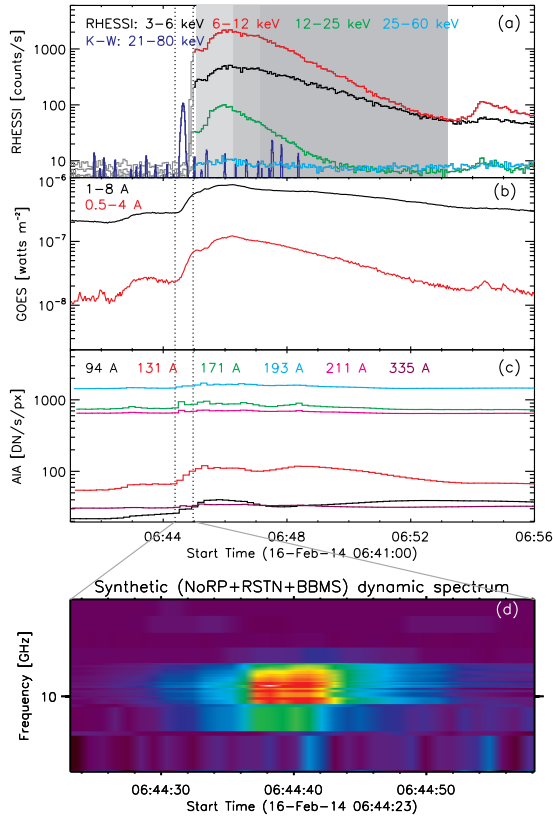 RHESSI: 3−6 keV 6−12 keV 12−25 keV 25−60 keV (a)
K−W: 21−80 keV
RHESSI [counts/s]
1000
100
10
10⁻⁶
1−8 A (b)
0.5−4 A
GOES [watts m⁻²]
10⁻⁷
10⁻⁸
94 A 131 A 171 A 193 A 211 A 335 A (c)
AIA [DN/s/px]
1000
100
06:44 06:48 06:52 06:56
Start Time (16−Feb−14 06:41:00)
Synthetic (NoRP+RSTN+BBMS) dynamic spectrum
(d)
Frequency [GHz]
10
06:44:30 06:44:40 06:44:50
Start Time (16−Feb−14 06:44:23)